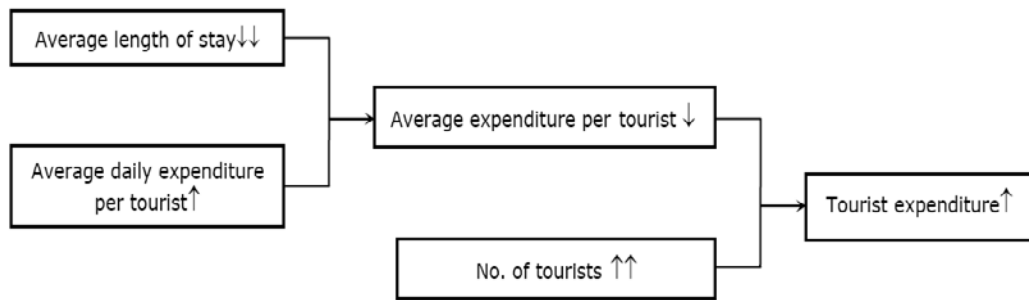 Average length of stay↓↓
Average daily expenditure
per tourist↑
Average expenditure per tourist ↓
No. of tourists ↑↑
Tourist expenditure↑